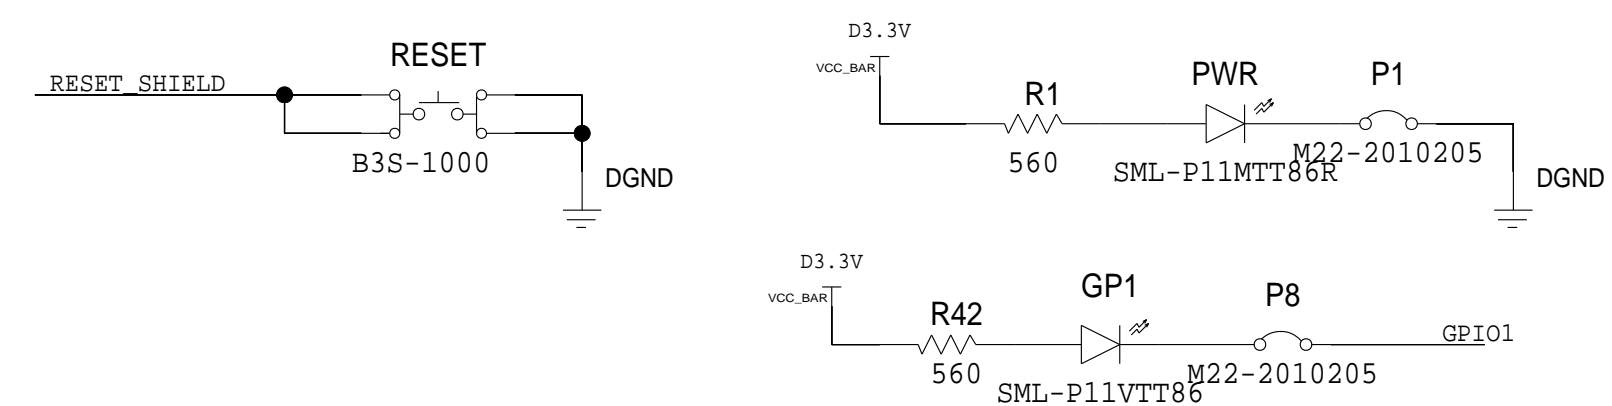 RESET
RESET_SHIELD
B3S-1000
DGND
D3.3V
VCC_BAR
R1
560
PWR
SML-P11MTT86R
P1
M22-2010205
DGND
D3.3V
VCC_BAR
R42
560
GP1
SML-P11VTT86
P8
M22-2010205
GPIO1